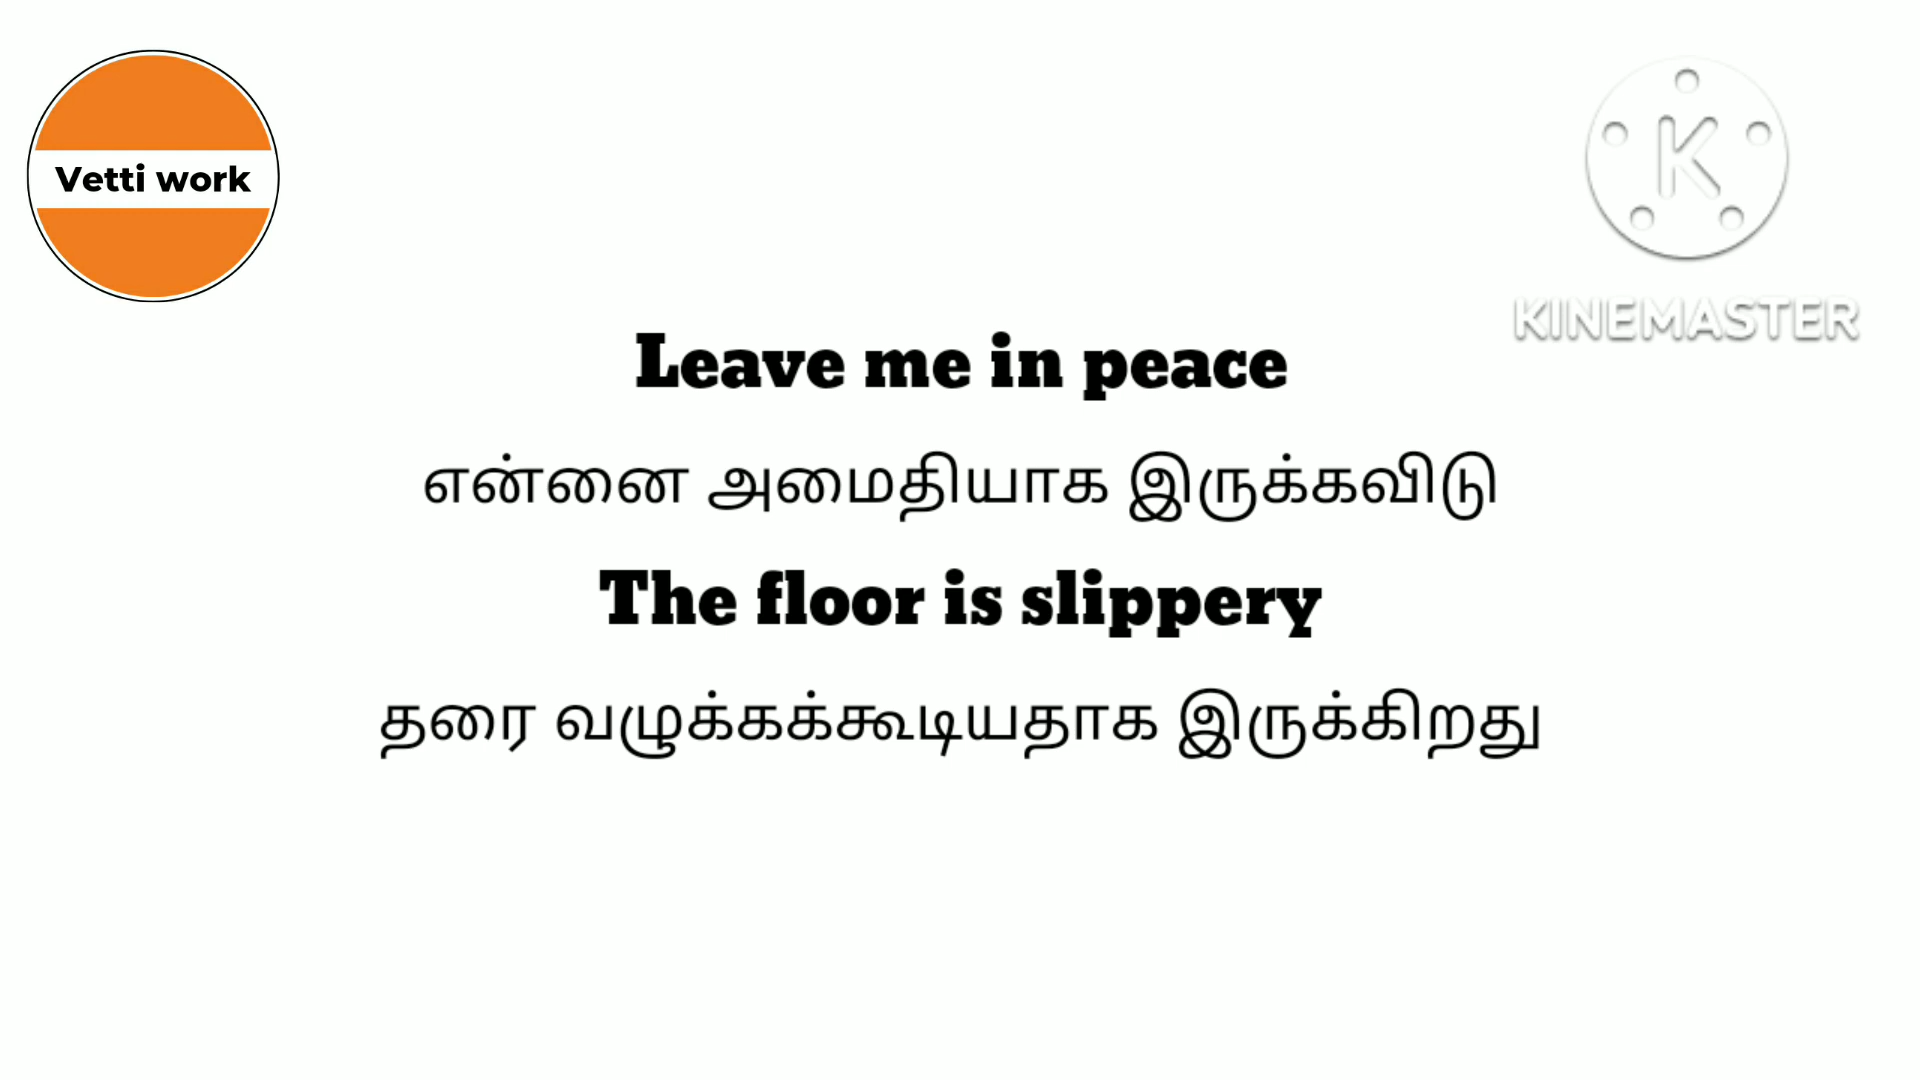 Vetti work
KINEMASTER
Leave me in peace
என்னை அமைதியாக இருக்கவிடு
The floor is slippery
தரை வழுக்கக்கூடியதாக இருக்கிறது